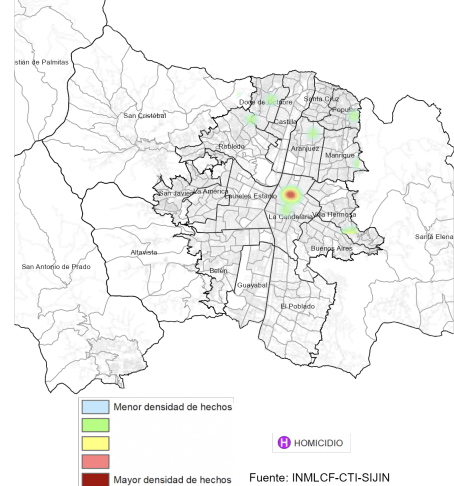 stián de Palmitas
Doce de Octubre
Santa Cruz
Popular
San Cristóbal
Castilla
Aranjuez
Robledo
Manrique
San Javier
La América
Laureles Estadio
La Candelaria
Villa Hermosa
Santa Elena
Altavista
Buenos Aires
San Antonio de Prado
Belén
Guayabal
El Poblado
Menor densidad de hechos
H HOMICIDIO
Mayor densidad de hechos
Fuente: INMLCF-CTI-SIJIN